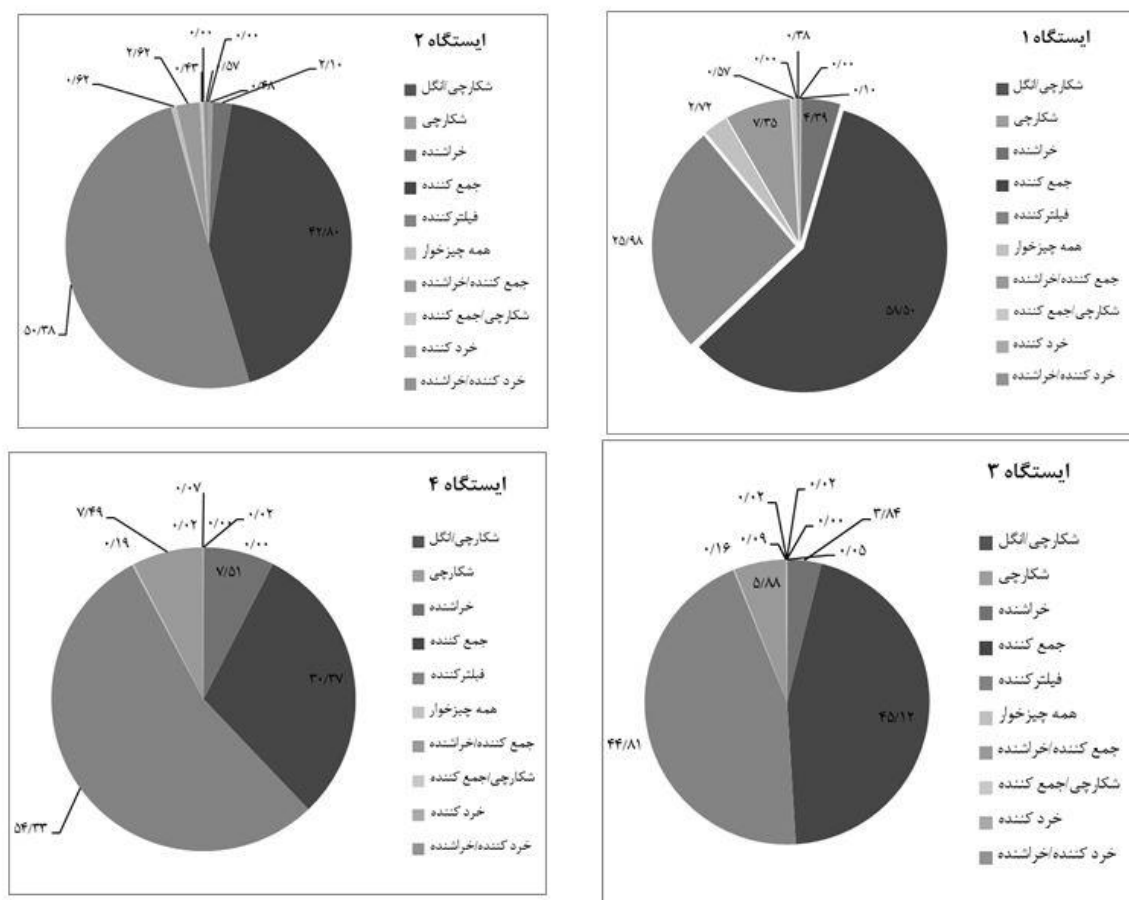 ایستگاه ۱
شکارچی/انگل
شکارچی
خراشنده
جمع کننده
فیلترکننده
همه چیزخوار
جمع کننده/خراشنده
شکارچی/جمع کننده
خرد کننده
خرد کننده/خراشنده
۰/۳۸
۰/۰۰
۰/۰۰
۰/۵۷
۰/۱۰
۲/۷۲
۷/۳۵
۴/۳۹
۲۵/۹۸
۵۸/۵۰
ایستگاه ۲
شکارچی/انگل
شکارچی
خراشنده
جمع کننده
فیلترکننده
همه چیزخوار
جمع کننده/خراشنده
شکارچی/جمع کننده
خرد کننده
خرد کننده/خراشنده
۰/۰۰
۰/۰۰
۲/۶۲
۰/۴۳
۰/۵۷
۲/۱۰
۰/۶۲
۰/۴۸
۴۲/۸۰
۵۰/۳۸
ایستگاه ۳
شکارچی/انگل
شکارچی
خراشنده
جمع کننده
فیلترکننده
همه چیزخوار
جمع کننده/خراشنده
شکارچی/جمع کننده
خرد کننده
خرد کننده/خراشنده
۰/۰۲
۰/۰۲
۰/۰۰
۳/۸۴
۰/۰۹
۰/۰۵
۰/۱۶
۵/۸۸
۴۵/۱۲
۴۴/۸۱
ایستگاه ۴
شکارچی/انگل
شکارچی
خراشنده
جمع کننده
فیلترکننده
همه چیزخوار
جمع کننده/خراشنده
شکارچی/جمع کننده
خرد کننده
خرد کننده/خراشنده
۰/۰۷
۷/۴۹
۰/۰۲
۰/۰۰
۰/۰۲
۰/۱۹
۰/۰۰
۷/۵۱
۳۰/۳۷
۵۴/۳۳